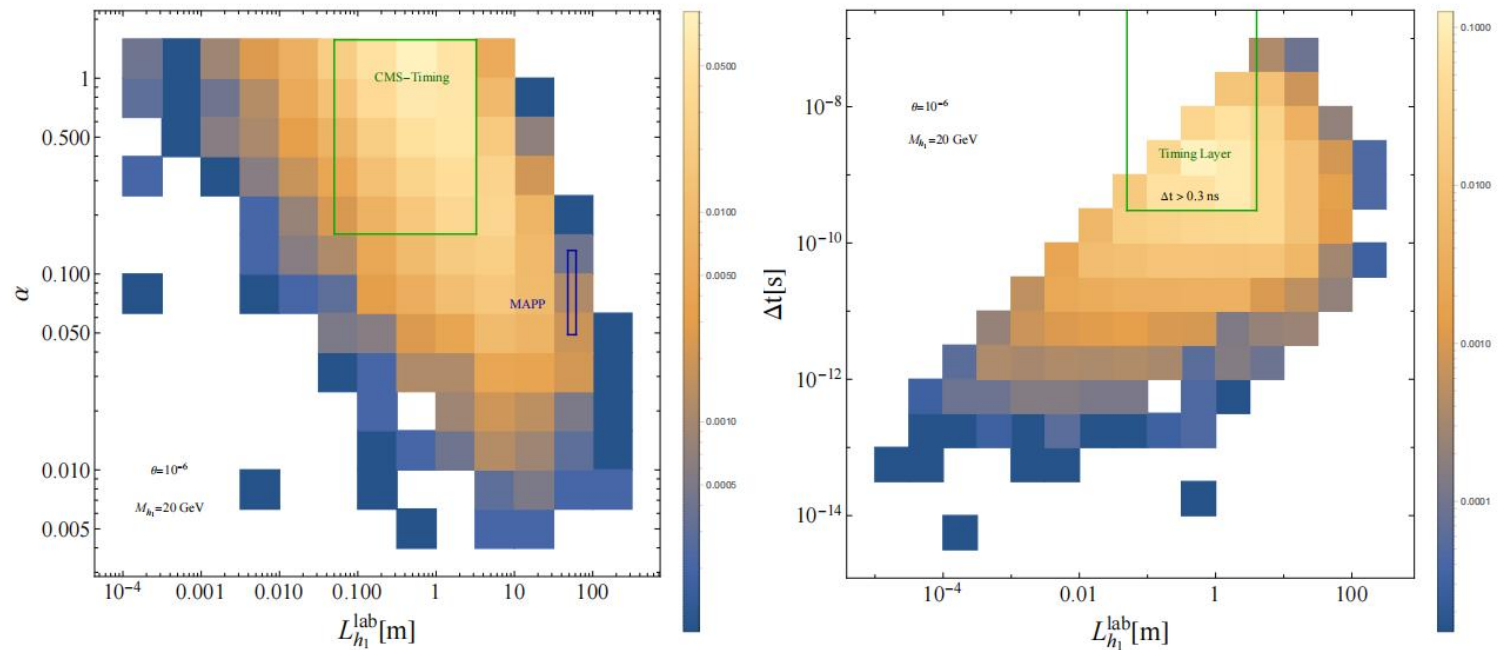 1
0.500
0.100
0.050
0.010
0.005
α
CMS−Timing
MAPP
θ=10⁻⁶
M_{h₁}=20 GeV
10⁻⁴ 0.001 0.010 0.100 1 10 100
L_{h₁}^{lab}[m]
0.0500
0.0100
0.0050
0.0010
0.0005
10⁻⁸
10⁻¹⁰
10⁻¹²
10⁻¹⁴
Δt[s]
θ=10⁻⁶
M_{h₁}=20 GeV
Timing Layer
Δt > 0.3 ns
10⁻⁴ 0.01 1 100
L_{h₁}^{lab}[m]
0.1000
0.0100
0.0010
0.0001